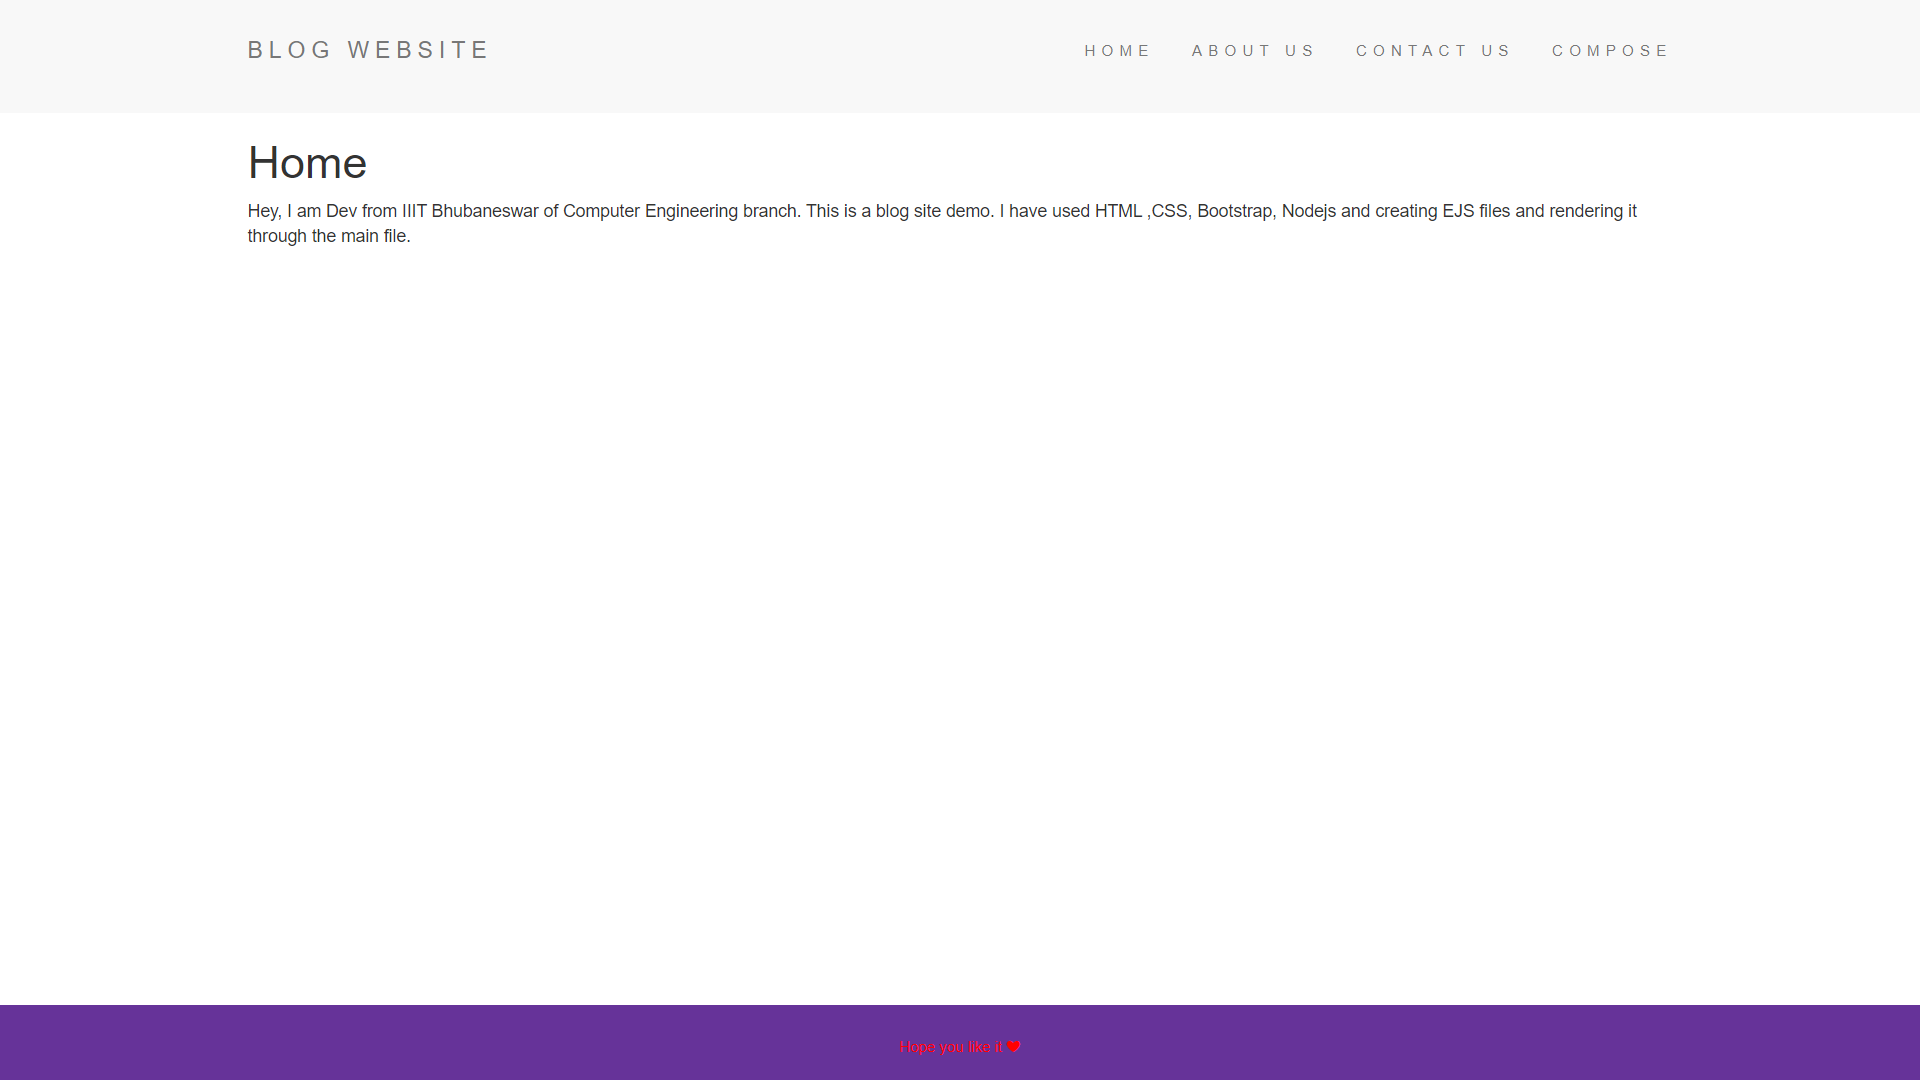 BLOG WEBSITE
HOME ABOUT US CONTACT US COMPOSE
Home
Hey, I am Dev from IIIT Bhubaneswar of Computer Engineering branch. This is a blog site demo. I have used HTML ,CSS, Bootstrap, Nodejs and creating EJS files and rendering it
through the main file.
Hope you like it ❤